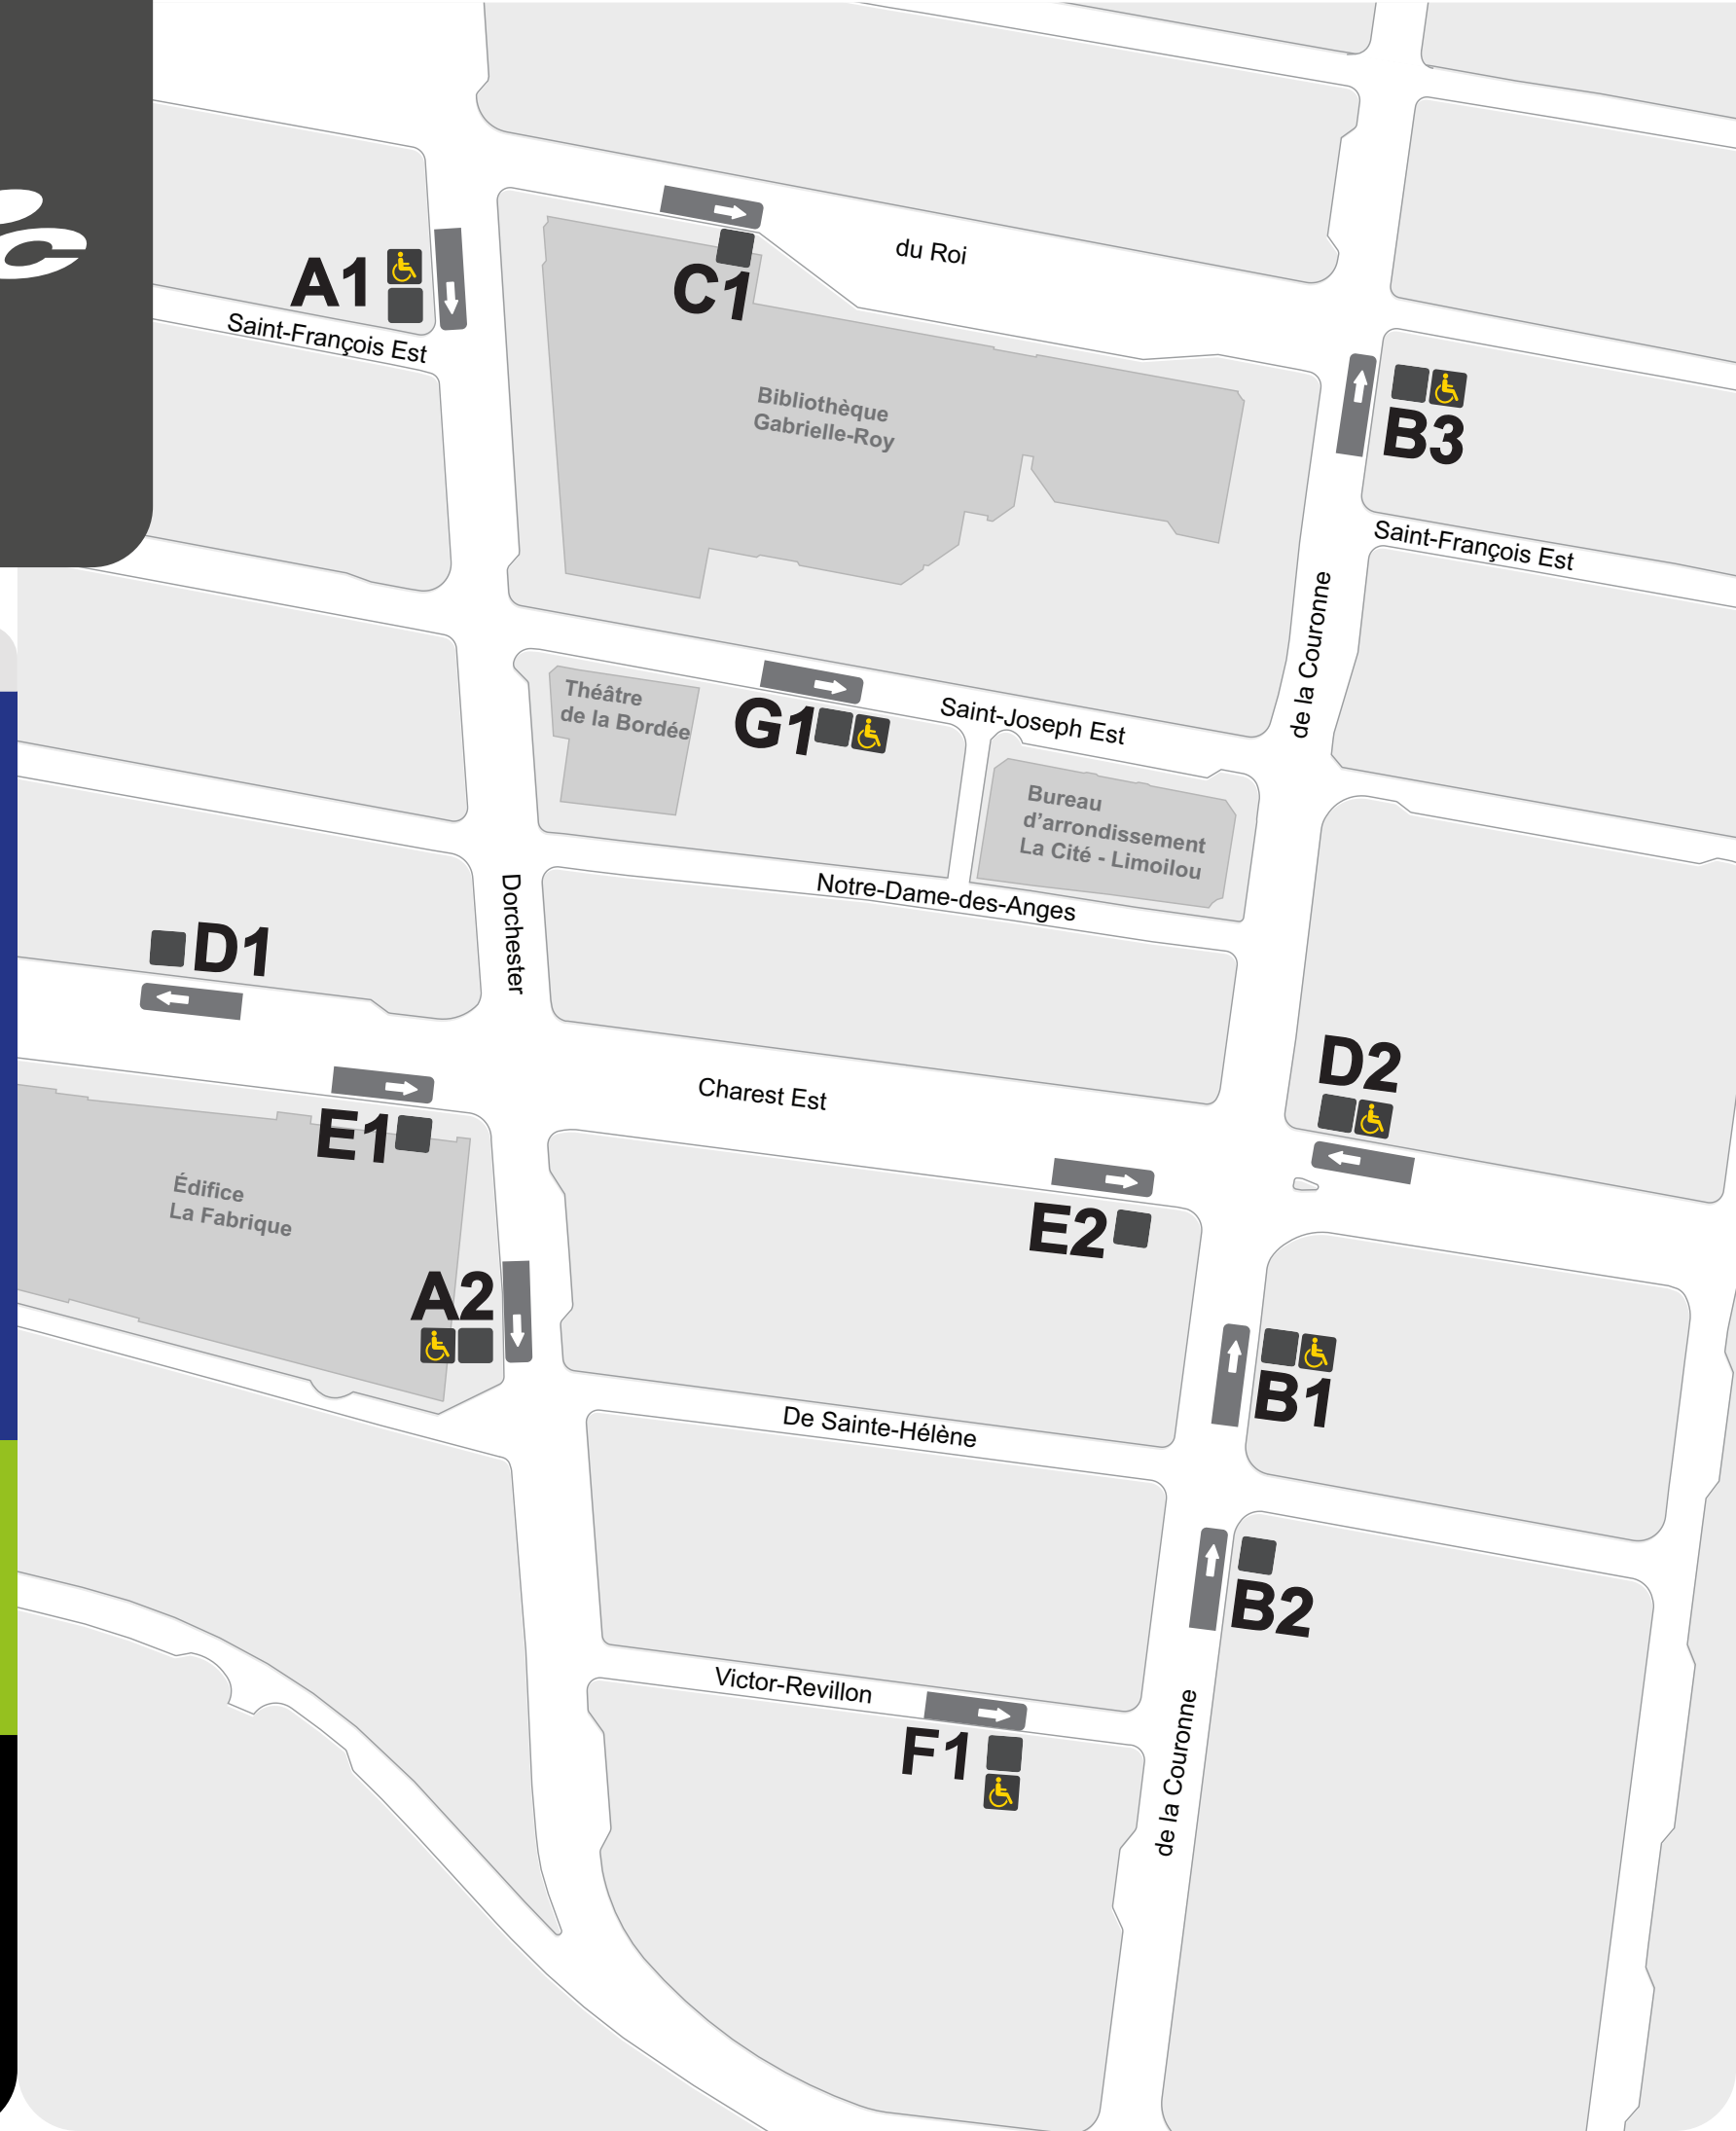 du Roi
A1
C1
Saint-François Est
Bibliothèque
Gabrielle-Roy
B3
Saint-François Est
de la Couronne
Théâtre
de la Bordée
G1
Saint-Joseph Est
Bureau
d'arrondissement
La Cité - Limoilou
Notre-Dame-des-Anges
Dorchester
D1
D2
Charest Est
E1
Édifice
La Fabrique
E2
A2
B1
De Sainte-Hélène
B2
Victor-Revillon
F1
de la Couronne